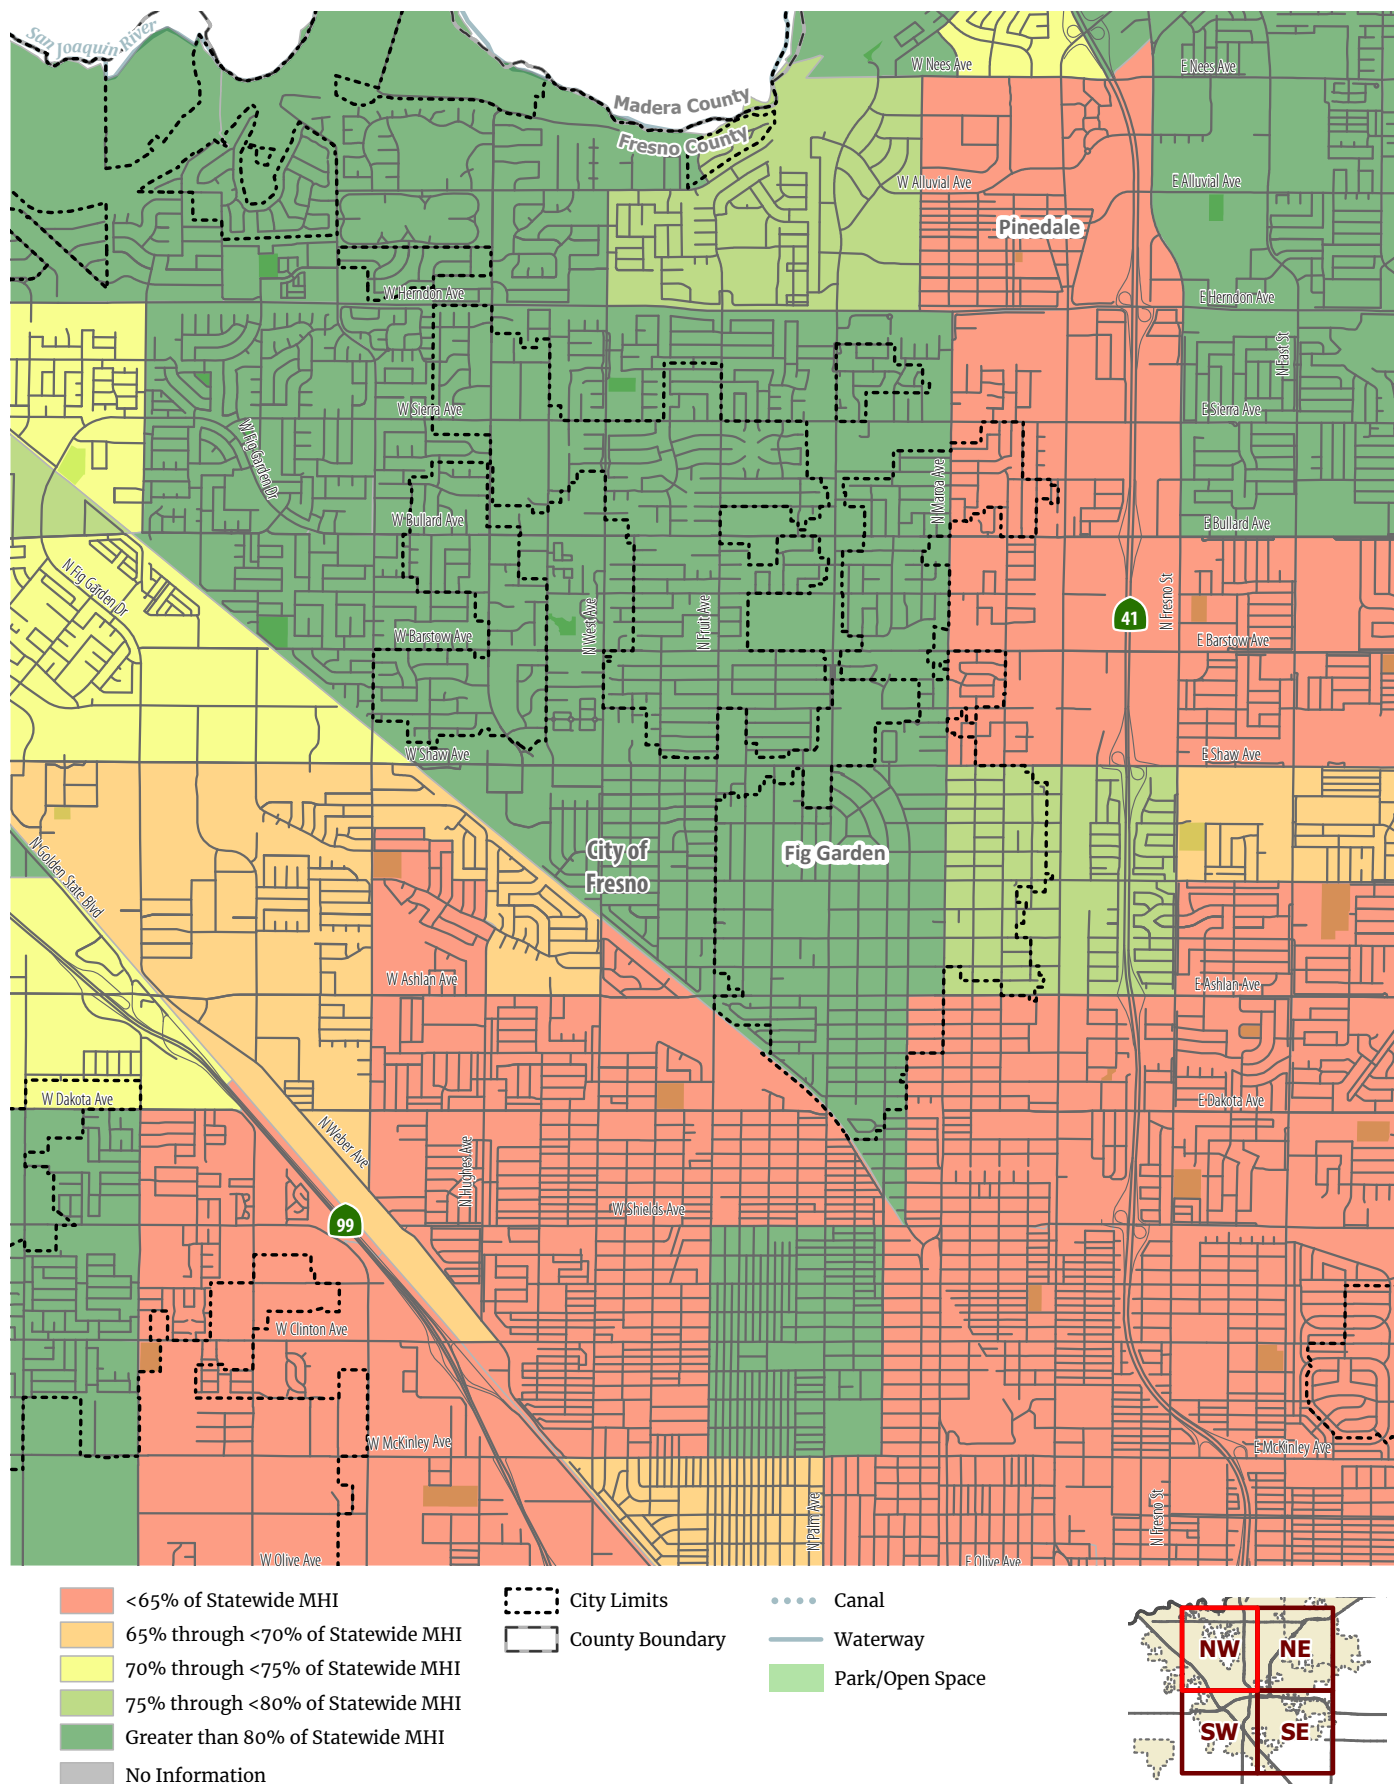 San Joaquin River
W Nees Ave
E Nees Ave
Madera County
Fresno County
W Alluvial Ave
E Alluvial Ave
Pinedale
W Herndon Ave
E Herndon Ave
N East St
W Sierra Ave
E Sierra Ave
W Fig Garden Dr
N Maroa Ave
W Bullard Ave
E Bullard Ave
N Fig Garden Dr
N West Ave
N Fruit Ave
N Fresno St
41
W Barstow Ave
E Barstow Ave
W Shaw Ave
E Shaw Ave
City of
Fresno
Fig Garden
N Golden State Blvd
W Ashlan Ave
E Ashlan Ave
W Dakota Ave
E Dakota Ave
N Weber Ave
N Hughes Ave
W Shields Ave
99
W Clinton Ave
W McKinley Ave
E McKinley Ave
N Palm Ave
N Fresno St
W Olive Ave
E Olive Ave
<65% of Statewide MHI
65% through <70% of Statewide MHI
70% through <75% of Statewide MHI
75% through <80% of Statewide MHI
Greater than 80% of Statewide MHI
No Information
City Limits
County Boundary
Canal
Waterway
Park/Open Space
NW
NE
SW
SE